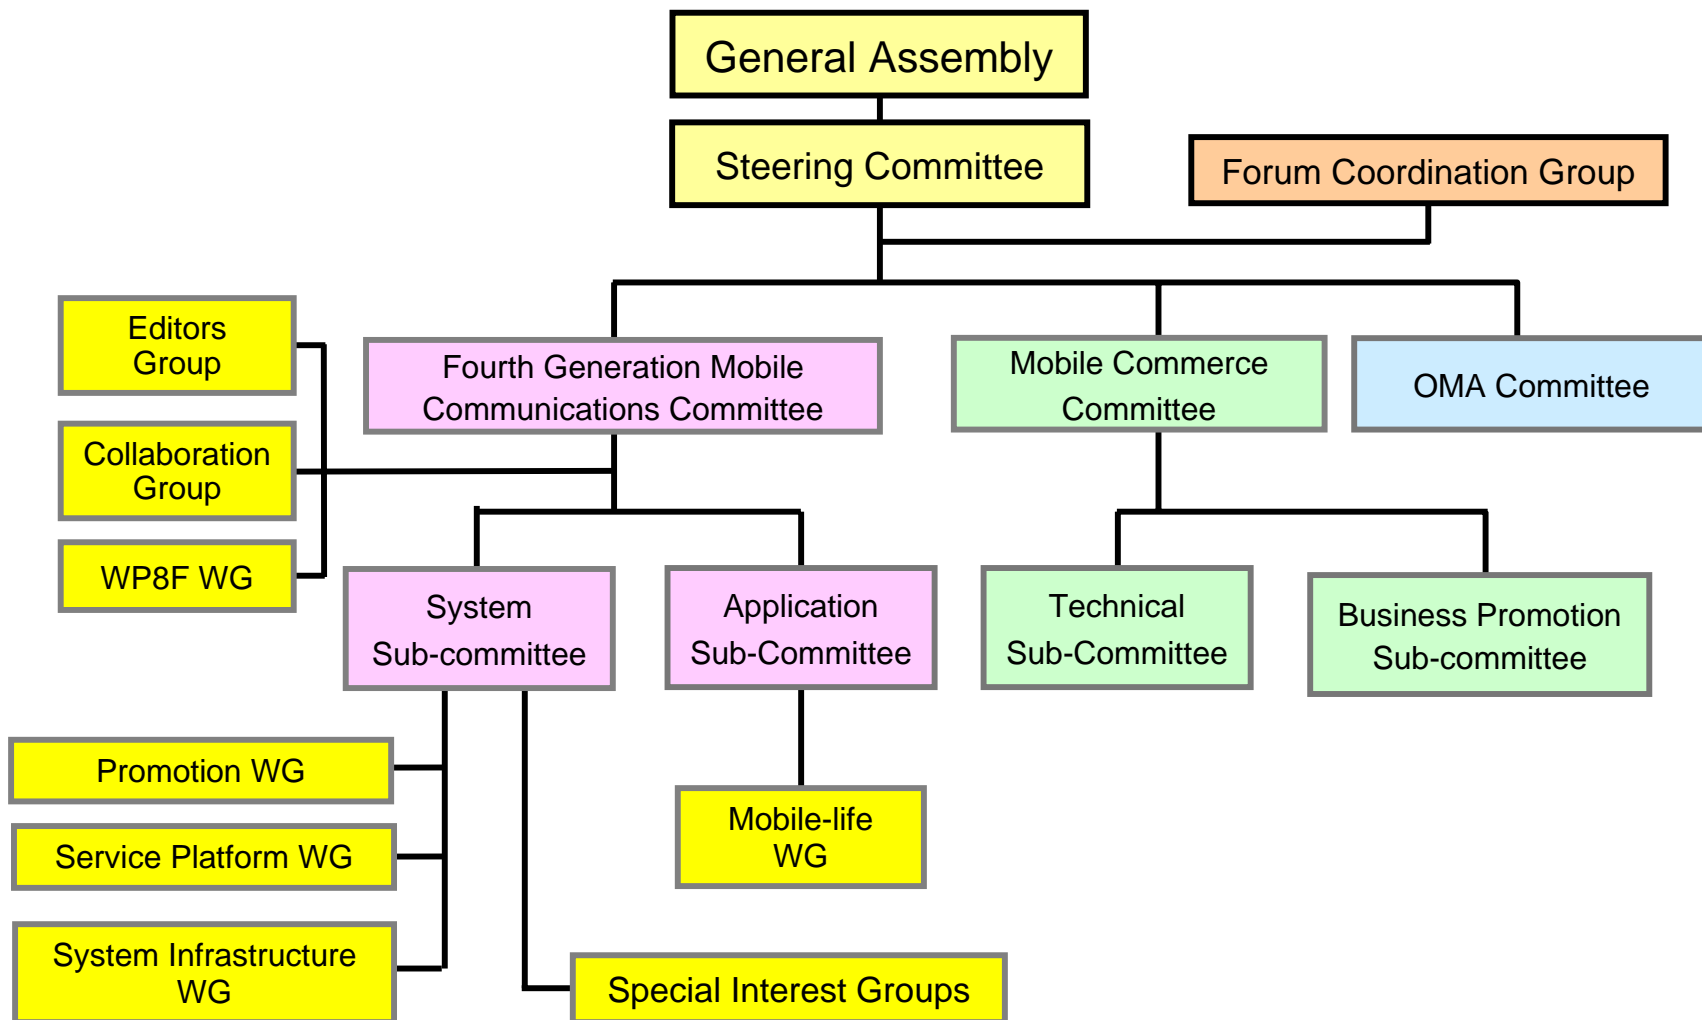 General Assembly
Steering Committee
Forum Coordination Group
Editors
Group
Fourth Generation Mobile
Communications Committee
Mobile Commerce
Committee
OMA Committee
Collaboration
Group
WP8F WG
System
Sub-committee
Application
Sub-Committee
Technical
Sub-Committee
Business Promotion
Sub-committee
Promotion WG
Service Platform WG
System Infrastructure
WG
Mobile-life
WG
Special Interest Groups